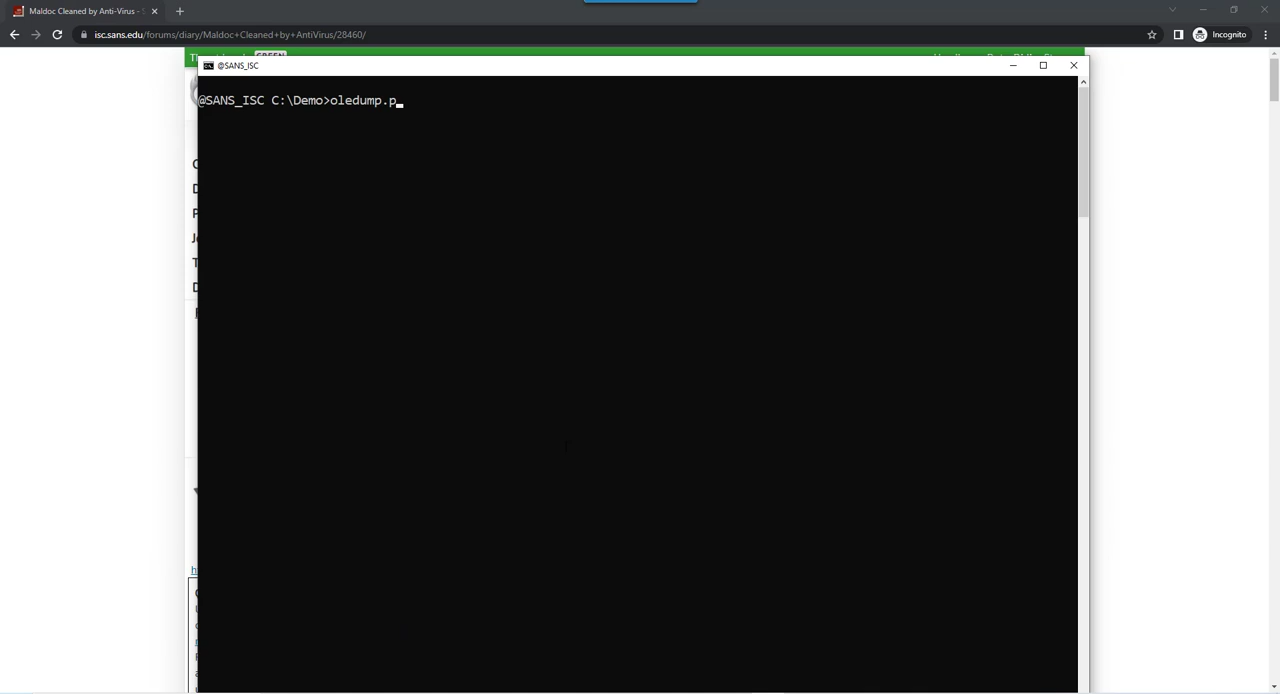 Maldoc Cleaned by Anti-Virus - S
isc.sans.edu/forums/diary/Maldoc+Cleaned+by+AntiVirus/28460/
Incognito
@SANS_ISC
@SANS_ISC C:\Demo>oledump.p